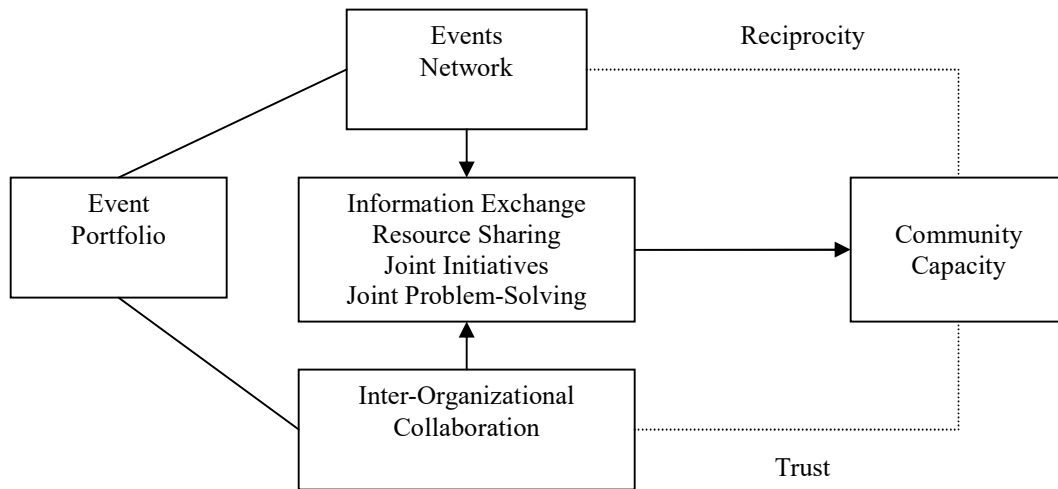 Events
Network
Reciprocity
Event
Portfolio
Information Exchange
Resource Sharing
Joint Initiatives
Joint Problem-Solving
Community
Capacity
Inter-Organizational
Collaboration
Trust